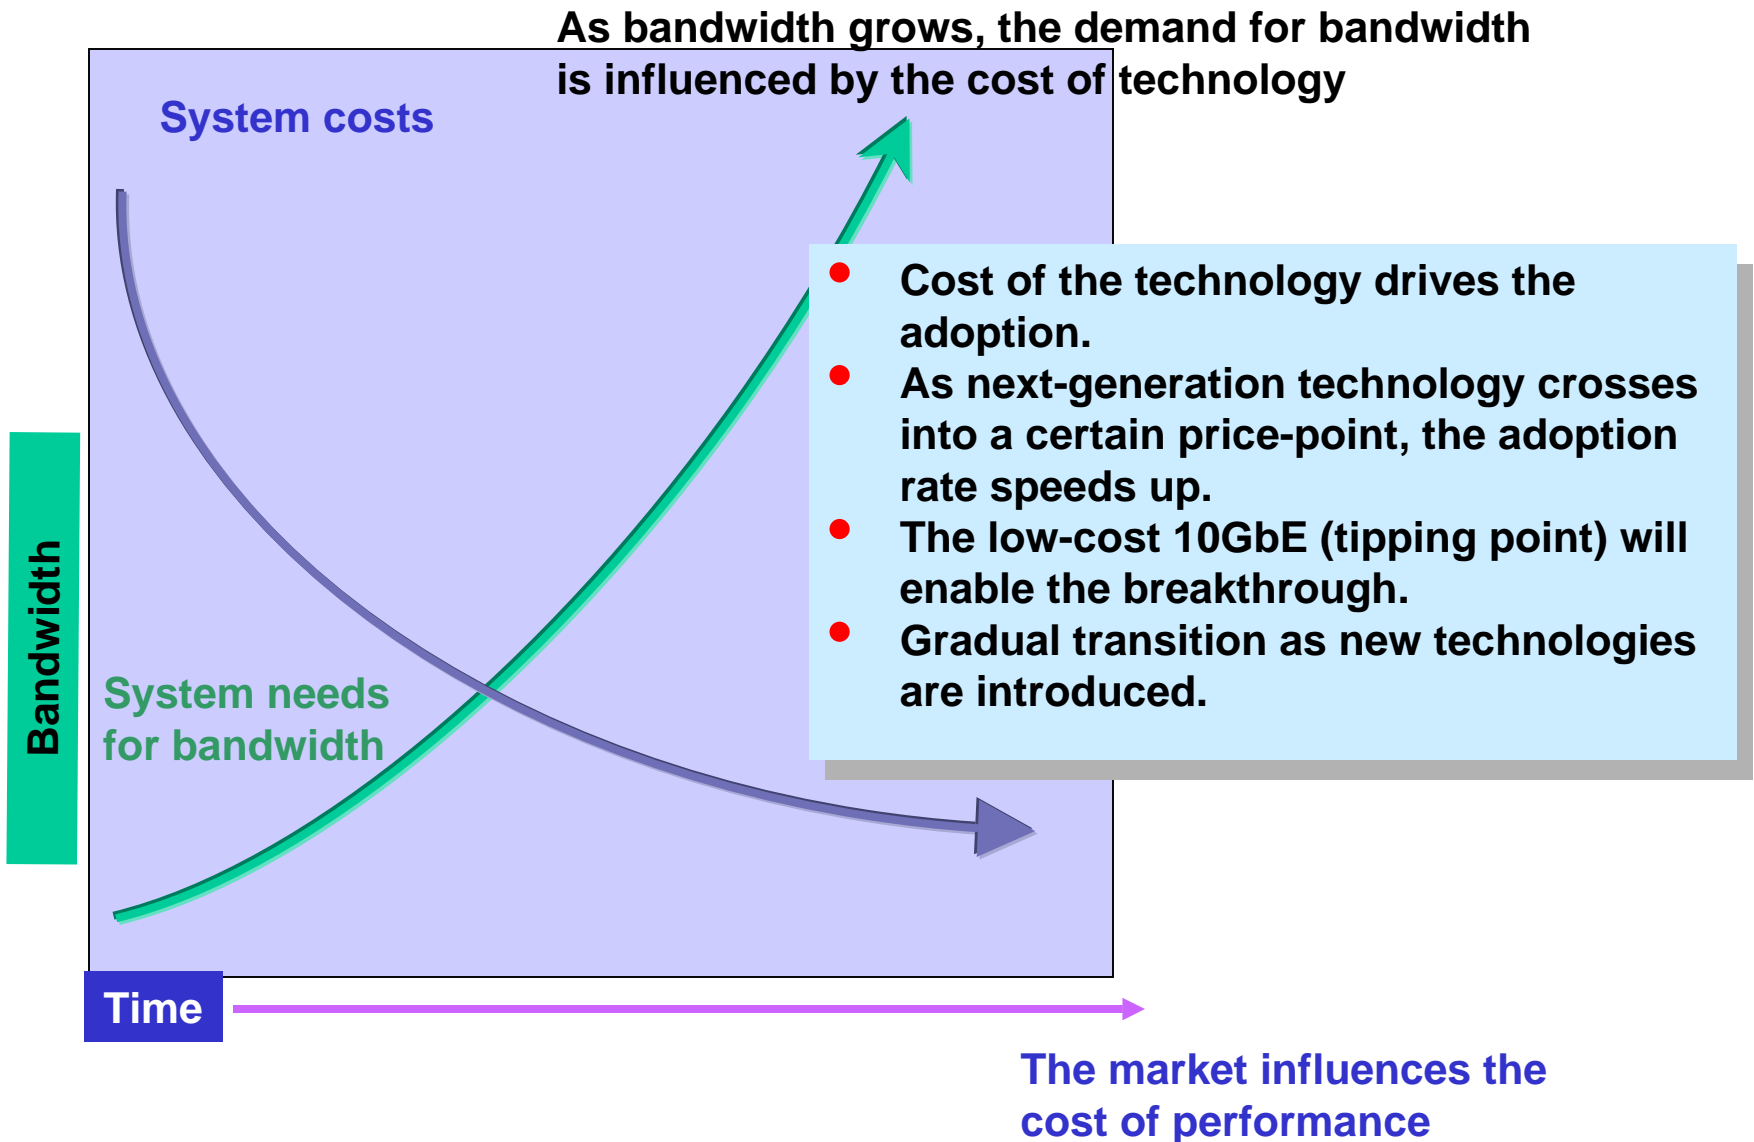 As bandwidth grows, the demand for bandwidth
is influenced by the cost of technology
System costs
• Cost of the technology drives the
adoption.
• As next-generation technology crosses
into a certain price-point, the adoption
rate speeds up.
• The low-cost 10GbE (tipping point) will
enable the breakthrough.
• Gradual transition as new technologies
are introduced.
Bandwidth
System needs
for bandwidth
Time
The market influences the
cost of performance